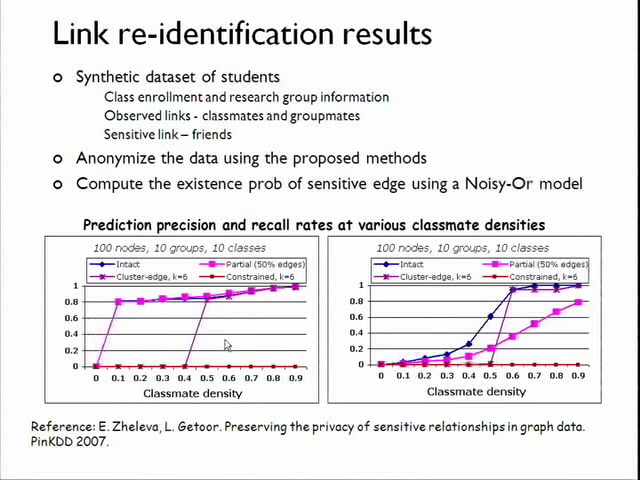 Link re-identification results
Synthetic dataset of students
Class enrollment and research group information
Observed links - classmates and groupmates
Sensitive link – friends
Anonymize the data using the proposed methods
Compute the existence prob of sensitive edge using a Noisy-Or model
Prediction precision and recall rates at various classmate densities
100 nodes, 10 groups, 10 classes
Intact
Partial (50% edges)
Cluster-edge, k=6
Constrained, k=6
1
0.8
0.6
0.4
0.2
0
0 0.1 0.2 0.3 0.4 0.5 0.6 0.7 0.8 0.9
Classmate density
100 nodes, 10 groups, 10 classes
Intact
Partial (50% edges)
Cluster-edge, k=6
Constrained, k=6
1
0.8
0.6
0.4
0.2
0
0 0.1 0.2 0.3 0.4 0.5 0.6 0.7 0.8 0.9
Classmate density
Reference: E. Zheleva, L. Getoor. Preserving the privacy of sensitive relationships in graph data.
PinKDD 2007.